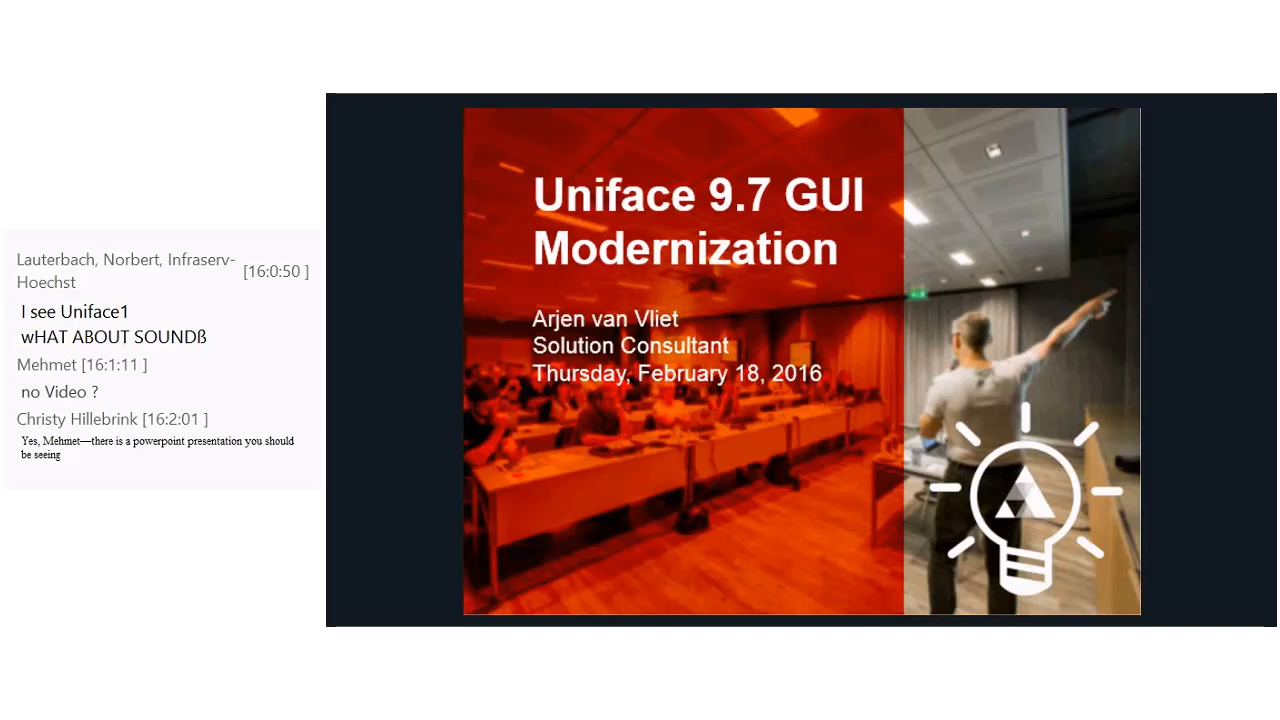 Lauterbach, Norbert, Infraserv-
Hoechst [16:0:50 ]
I see Uniface1
wHAT ABOUT SOUNDß
Mehmet [16:1:11 ]
no Video ?
Christy Hillebrink [16:2:01 ]
Yes, Mehmet—there is a powerpoint presentation you should
be seeing
Uniface 9.7 GUI
Modernization
Arjen van Vliet
Solution Consultant
Thursday, February 18, 2016